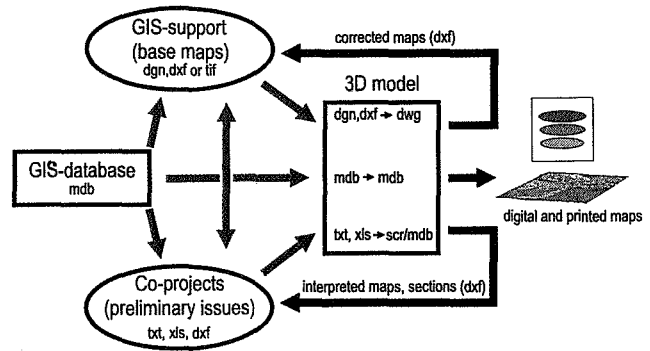 GIS-support
(base maps)
dgn,dxf or tif
corrected maps (dxf)
3D model
dgn,dxf → dwg
GIS-database
mdb
mdb → mdb
digital and printed maps
txt, xls → scr/mdb
Co-projects
(preliminary issues)
txt, xls, dxf
interpreted maps, sections (dxf)